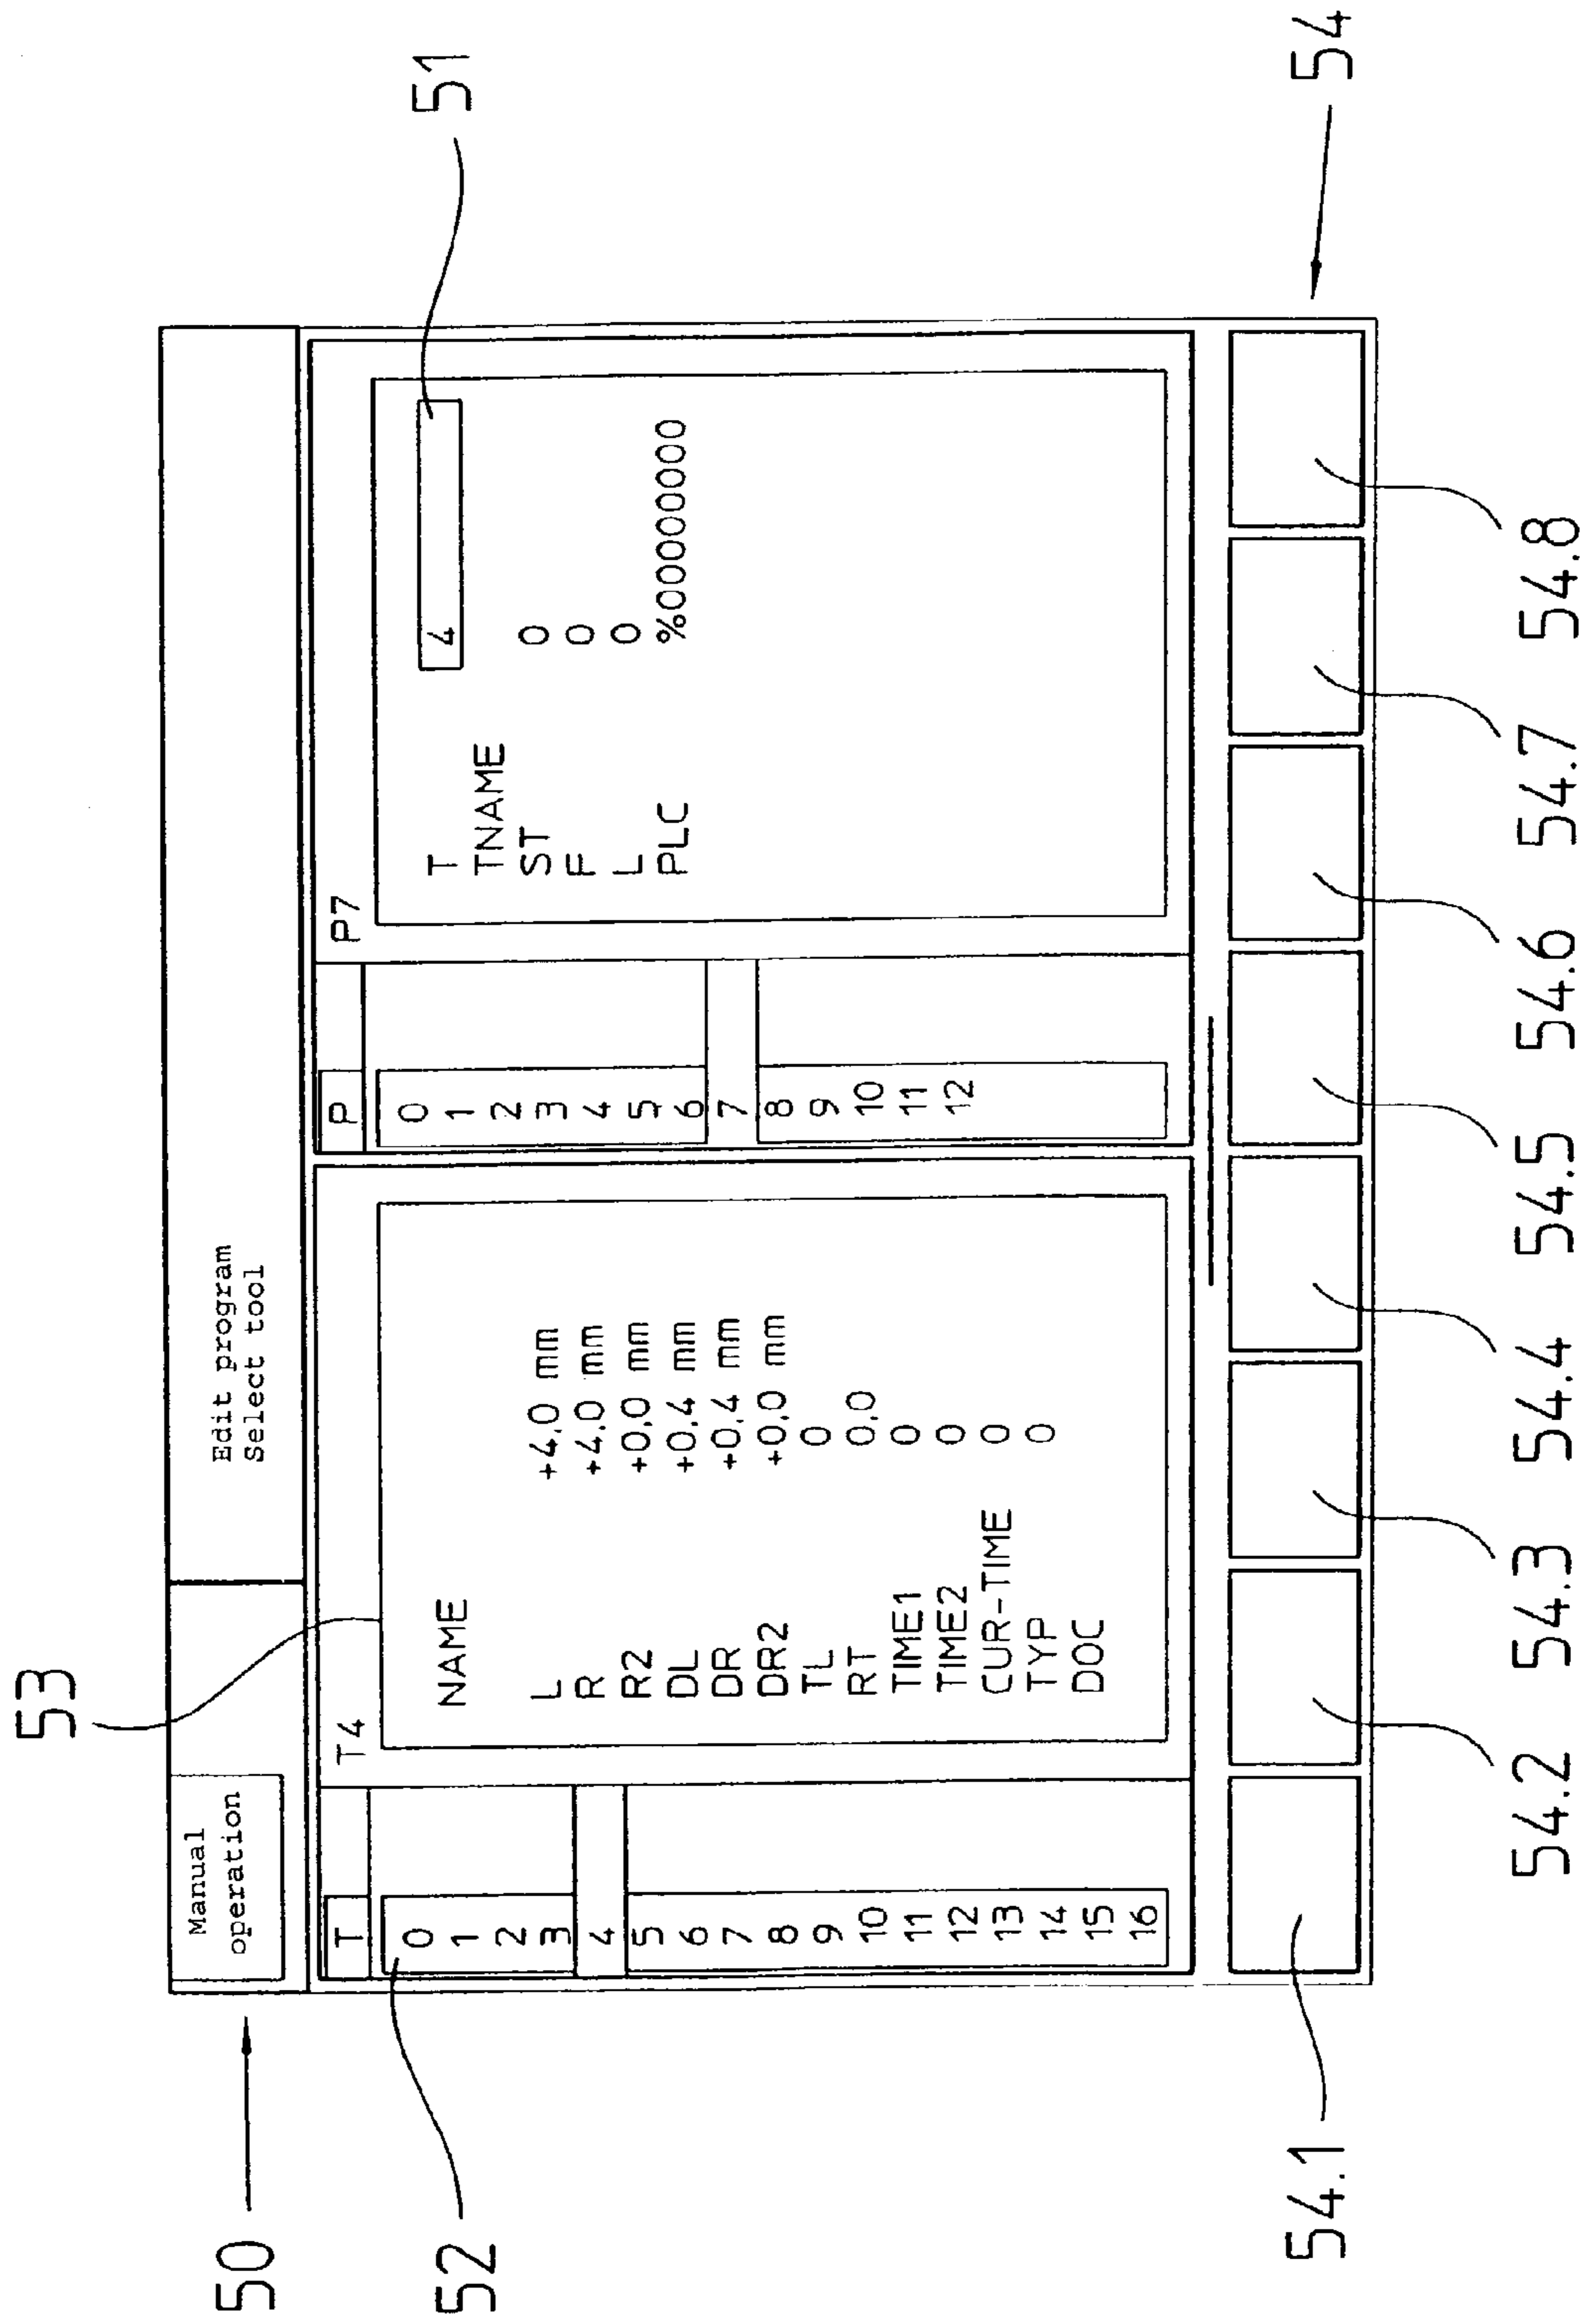 53
51
50
Manual
operation
Edit program
Select tool
T
T4
0
1
2
3
4
5
6
7
8
9
10
11
12
13
14
15
16
NAME
L +4,0 mm
R +4,0 mm
R2 +0,0 mm
DL +0,4 mm
DR +0,4 mm
DR2 +0,0 mm
TL 0
RT 0,0
TIME1 0
TIME2 0
CUR-TIME 0
TYP 0
DOC
P
P7
0
1
2
3
4
5
6
7
8
9
10
11
12
T 4
TNAME
ST 0
F 0
L 0
PLC %00000000
52
54
54.1
54.2
54.3
54.4
54.5
54.6
54.7
54.8